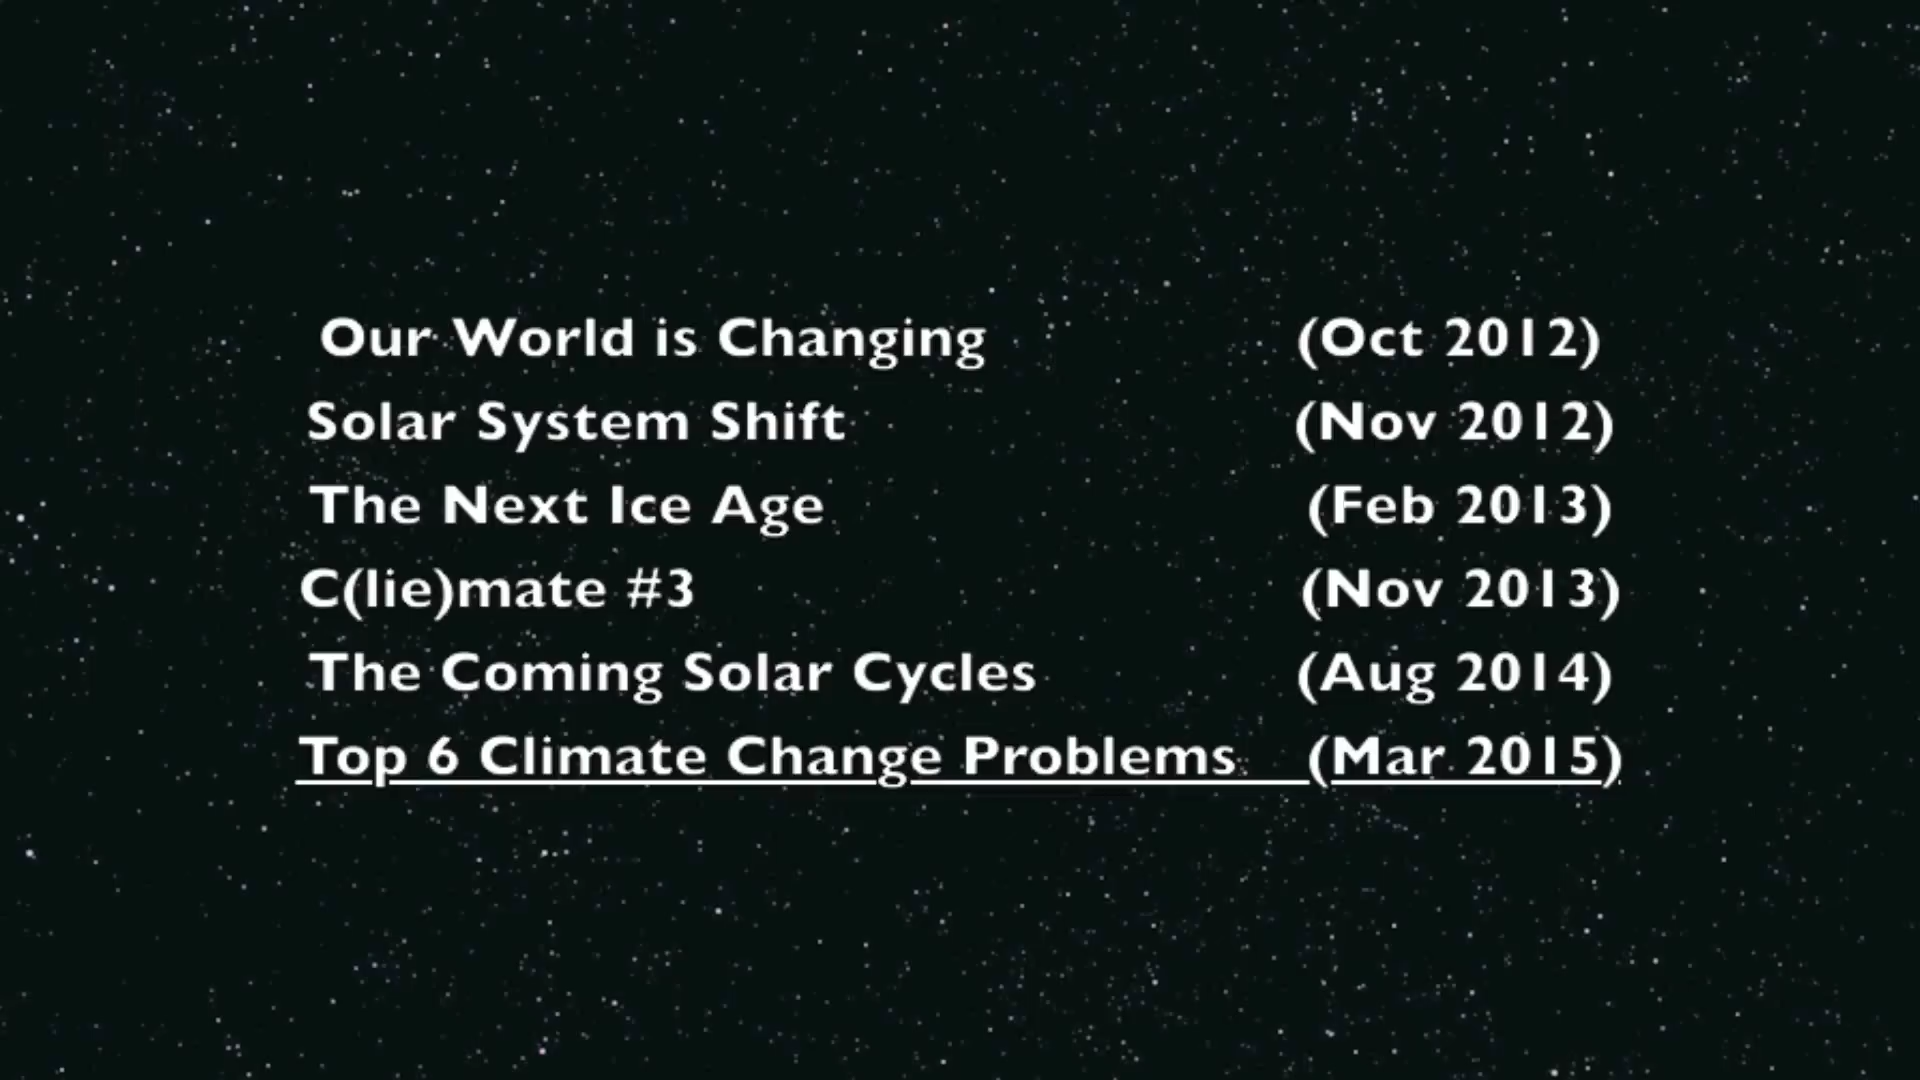 Our World is Changing (Oct 2012)
Solar System Shift (Nov 2012)
The Next Ice Age (Feb 2013)
C(lie)mate #3 (Nov 2013)
The Coming Solar Cycles (Aug 2014)
Top 6 Climate Change Problems (Mar 2015)